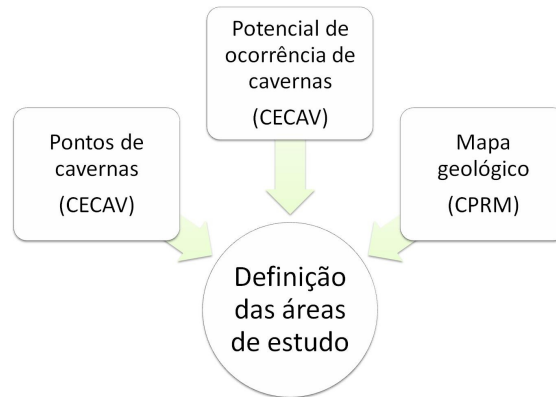 Potencial de
ocorrência de
cavernas
(CECAV)
Pontos de
cavernas
(CECAV)
Mapa
geológico
(CPRM)
Definição
das áreas
de estudo